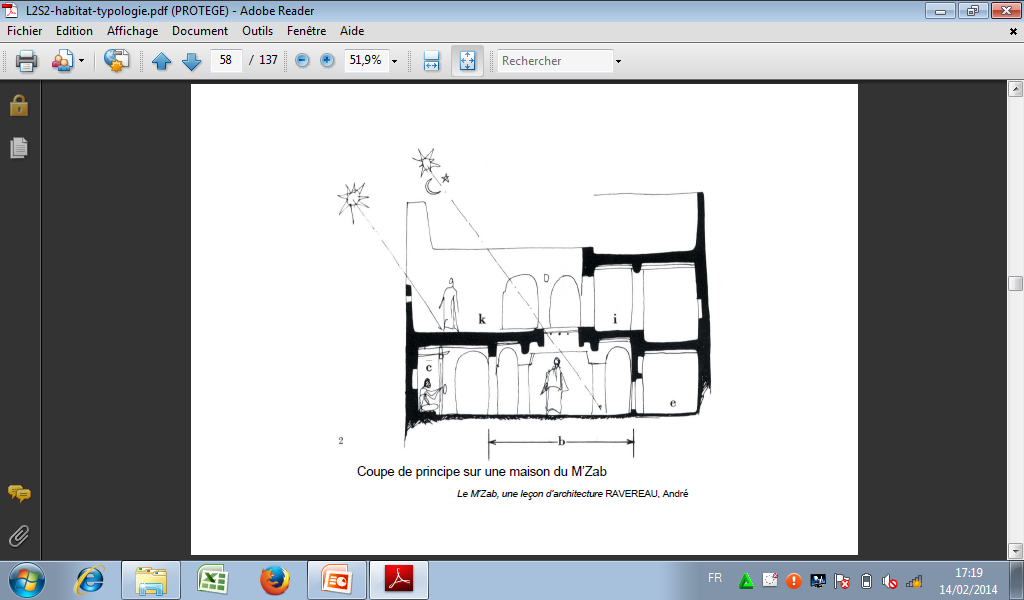 L2S2-habitat-typologie.pdf (PROTEGE) - Adobe Reader
Fichier Edition Affichage Document Outils Fenêtre Aide
58 / 137 51,9% Rechercher
k
i
c
e
b
2
Coupe de principe sur une maison du M'Zab
Le M'Zab, une leçon d'architecture RAVEREAU, André
FR
17:19
14/02/2014